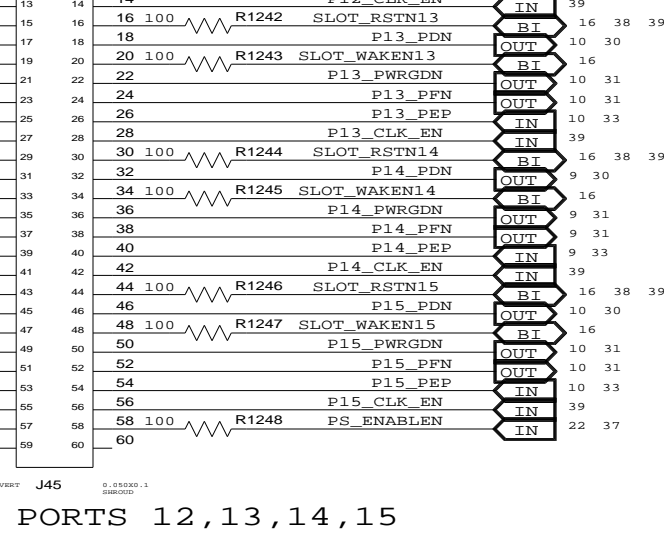 13 14 14 P12_CLK_EN IN 39
15 16 16 100 R1242 SLOT_RSTN13 BI 16 38 39
17 18 18 P13_PDN OUT 10 30
19 20 20 100 R1243 SLOT_WAKEN13 BI 16
21 22 22 P13_PWRGDN OUT 10 31
23 24 24 P13_PFN OUT 10 31
25 26 26 P13_PEP IN 10 33
27 28 28 P13_CLK_EN IN 39
29 30 30 100 R1244 SLOT_RSTN14 BI 16 38 39
31 32 32 P14_PDN OUT 9 30
33 34 34 100 R1245 SLOT_WAKEN14 BI 16
35 36 36 P14_PWRGDN OUT 9 31
37 38 38 P14_PFN OUT 9 31
39 40 40 P14_PEP IN 9 33
41 42 42 P14_CLK_EN IN 39
43 44 44 100 R1246 SLOT_RSTN15 BI 16 38 39
45 46 46 P15_PDN OUT 10 30
47 48 48 100 R1247 SLOT_WAKEN15 BI 16
49 50 50 P15_PWRGDN OUT 10 31
51 52 52 P15_PFN OUT 10 31
53 54 54 P15_PEP IN 10 33
55 56 56 P15_CLK_EN IN 39
57 58 58 100 R1248 PS_ENABLEN IN 22 37
59 60 60
VERT J45 0.050X0.1
SHROUD
PORTS 12,13,14,15